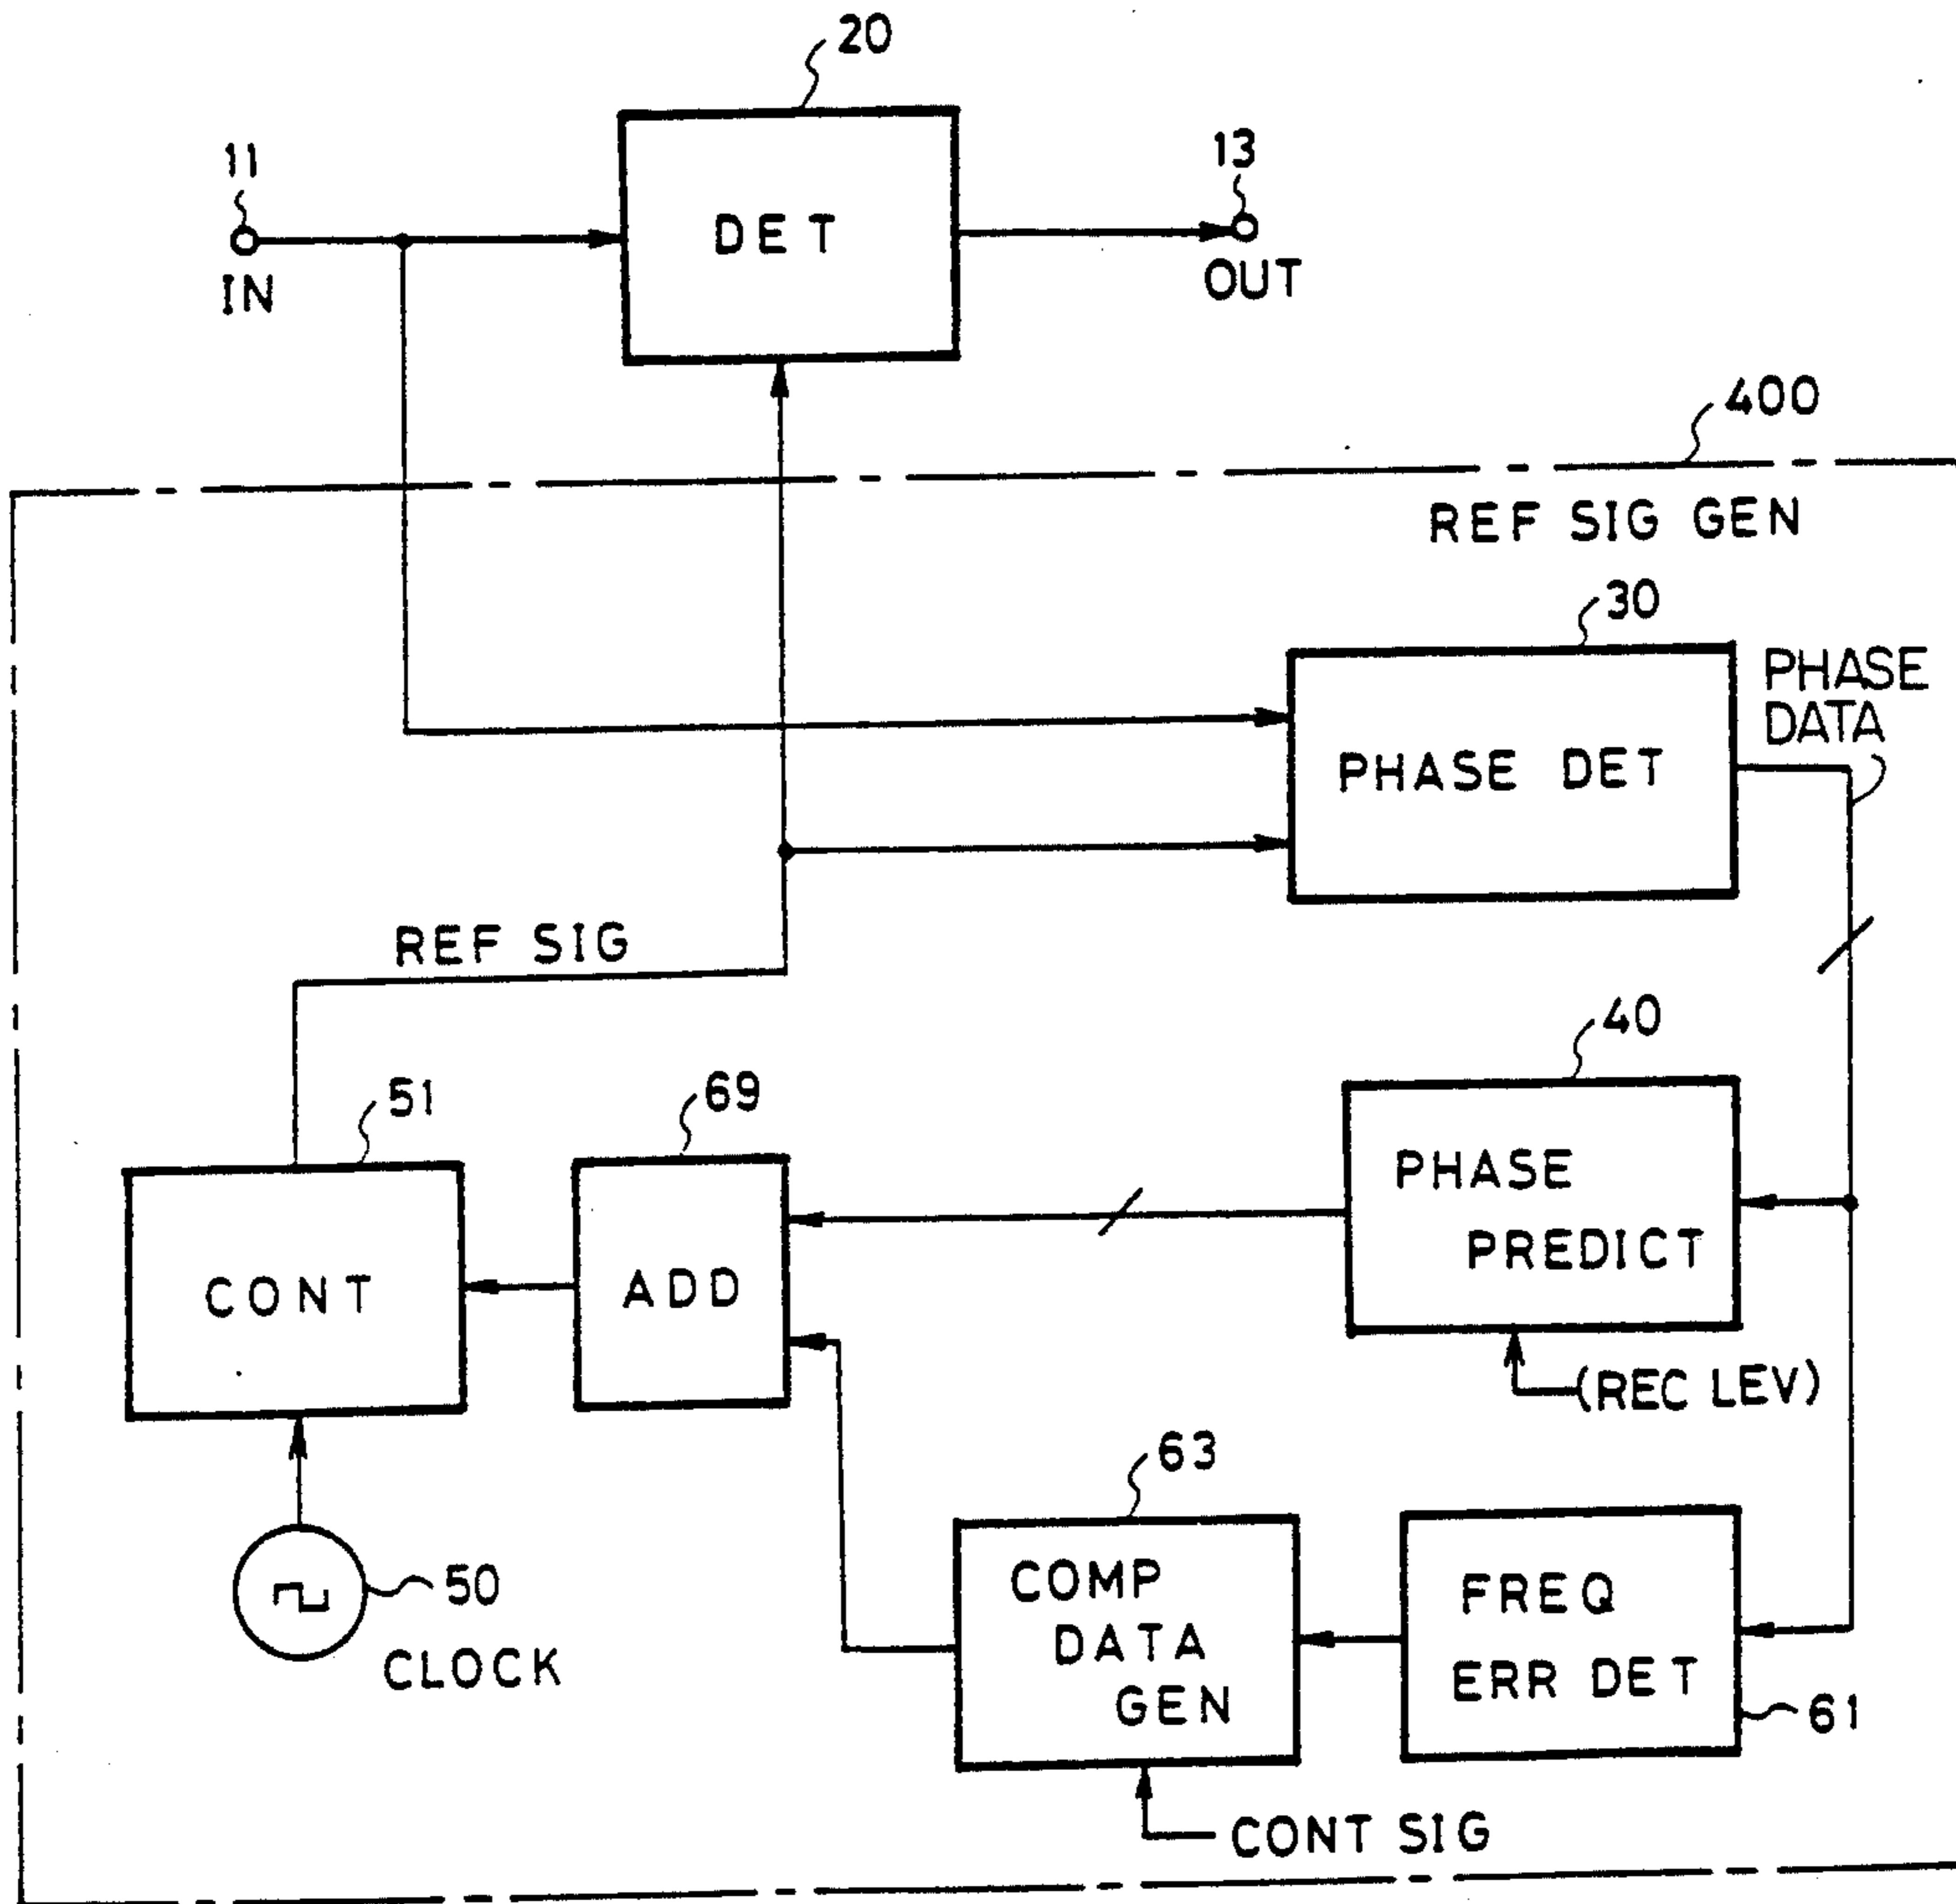 20
11
13
DET
IN
OUT
400
REF SIG GEN
30
PHASE
DATA
PHASE DET
REF SIG
40
51
69
PHASE
PREDICT
CONT
ADD
(REC LEV)
63
50
COMP
DATA
GEN
FREQ
ERR DET
CLOCK
61
CONT SIG